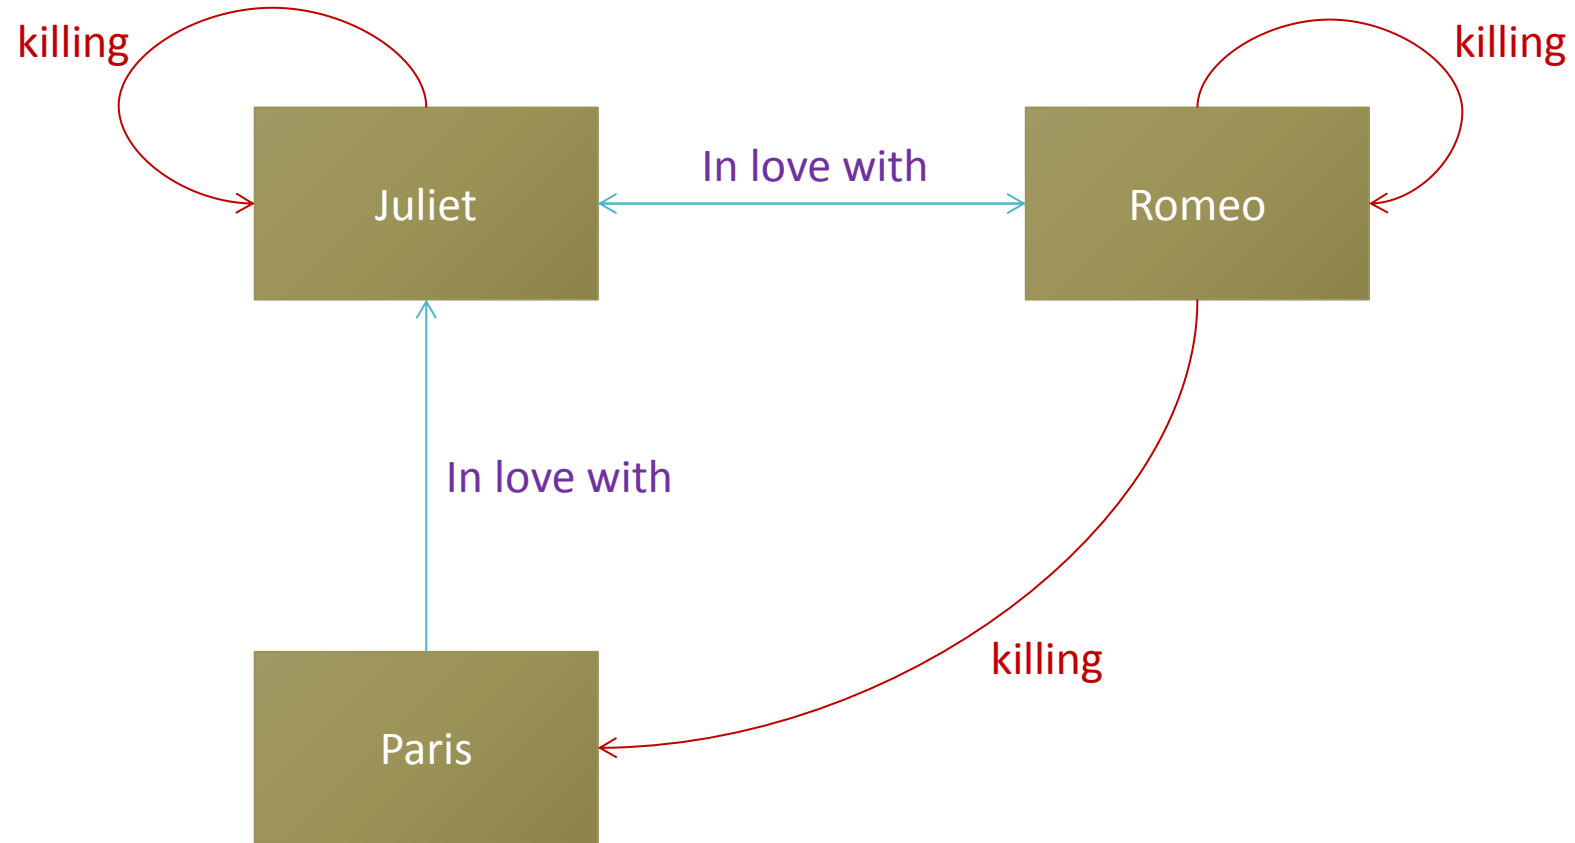 killing
killing
In love with
Juliet
Romeo
In love with
killing
Paris